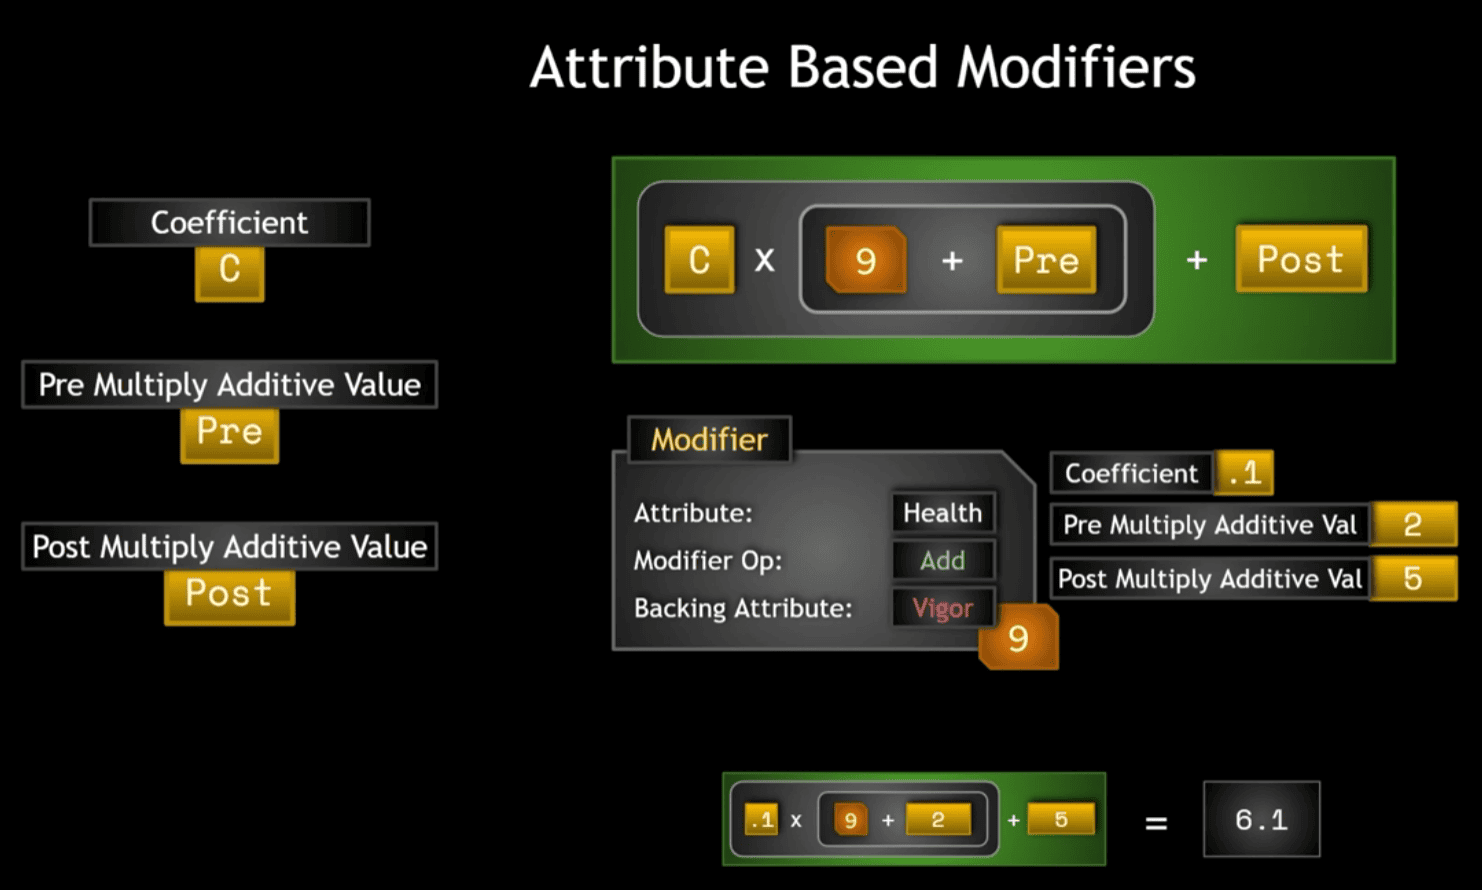 Attribute Based Modifiers
Coefficient
C
Pre Multiply Additive Value
Pre
Post Multiply Additive Value
Post
C x 9 + Pre + Post
Modifier
Attribute: Health
Modifier Op: Add
Backing Attribute: Vigor
9
Coefficient .1
Pre Multiply Additive Val 2
Post Multiply Additive Val 5
.1 x 9 + 2 + 5 = 6.1